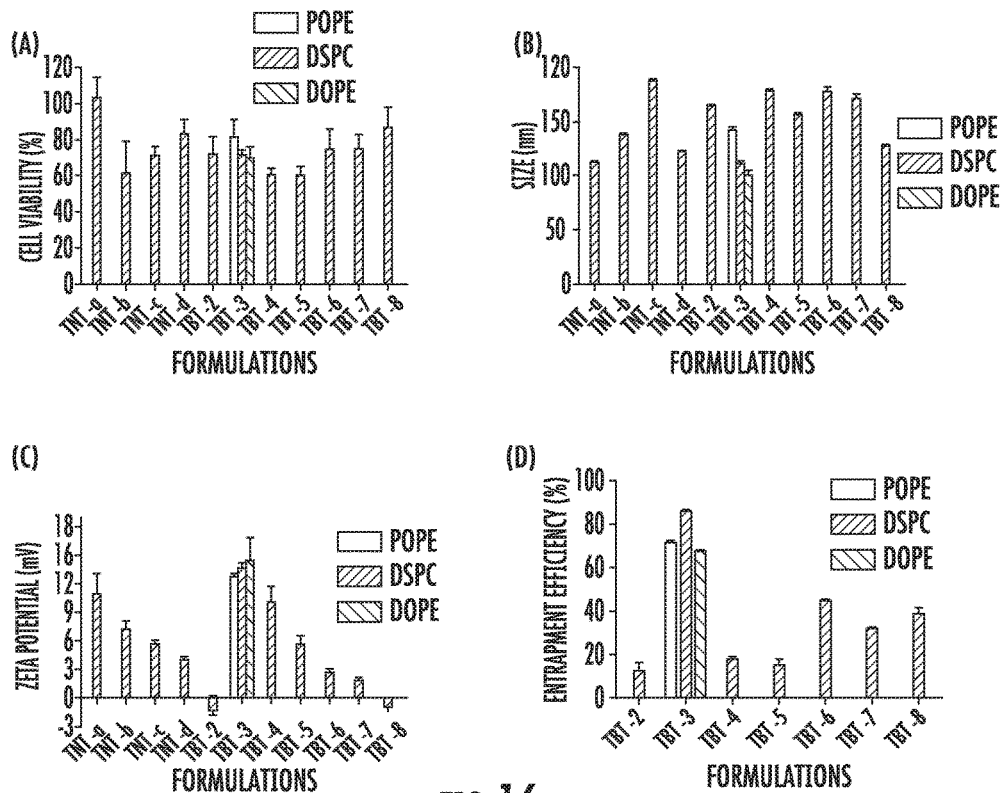 (A)
POPE
DSPC
DOPE
CELL VIABILITY (%)
120
100
80
60
40
20
0
TNT-a
TNT-b
TNT-c
TNT-d
TBT-2
TBT-3
TBT-4
TBT-5
TBT-6
TBT-7
TBT-8
FORMULATIONS
(B)
SIZE (nm)
200
150
100
50
0
POPE
DSPC
DOPE
TNT-a
TNT-b
TNT-c
TNT-d
TBT-2
TBT-3
TBT-4
TBT-5
TBT-6
TBT-7
TBT-8
FORMULATIONS
(C)
ZETA POTENTIAL (mV)
18
16
12
9
6
3
0
-3
POPE
DSPC
DOPE
TNT-a
TNT-b
TNT-c
TNT-d
TBT-2
TBT-3
TBT-4
TBT-5
TBT-6
TBT-7
TBT-8
FORMULATIONS
(D)
ENTRAPMENT EFFICIENCY (%)
100
80
60
40
20
0
POPE
DSPC
DOPE
TBT-2
TBT-3
TBT-4
TBT-5
TBT-6
TBT-7
TBT-8
FORMULATIONS